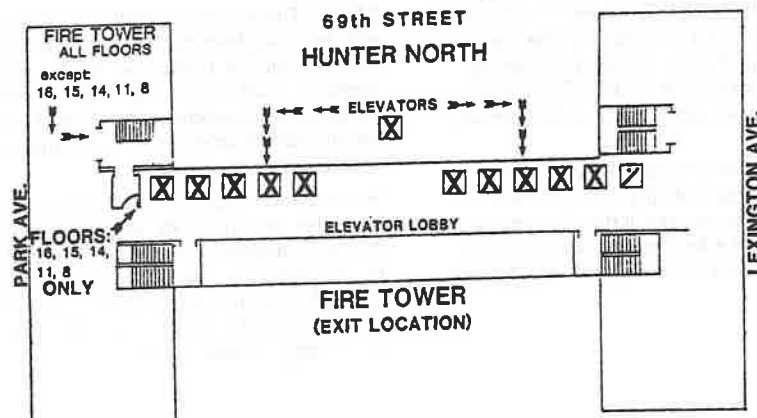 69th STREET
HUNTER NORTH
FIRE TOWER
ALL FLOORS
except
16, 15, 14, 11, 8
ELEVATORS
PARK AVE.
LEXINGTON AVE.
ELEVATOR LOBBY
FLOORS:
16, 15, 14,
11, 8
ONLY
FIRE TOWER
(EXIT LOCATION)